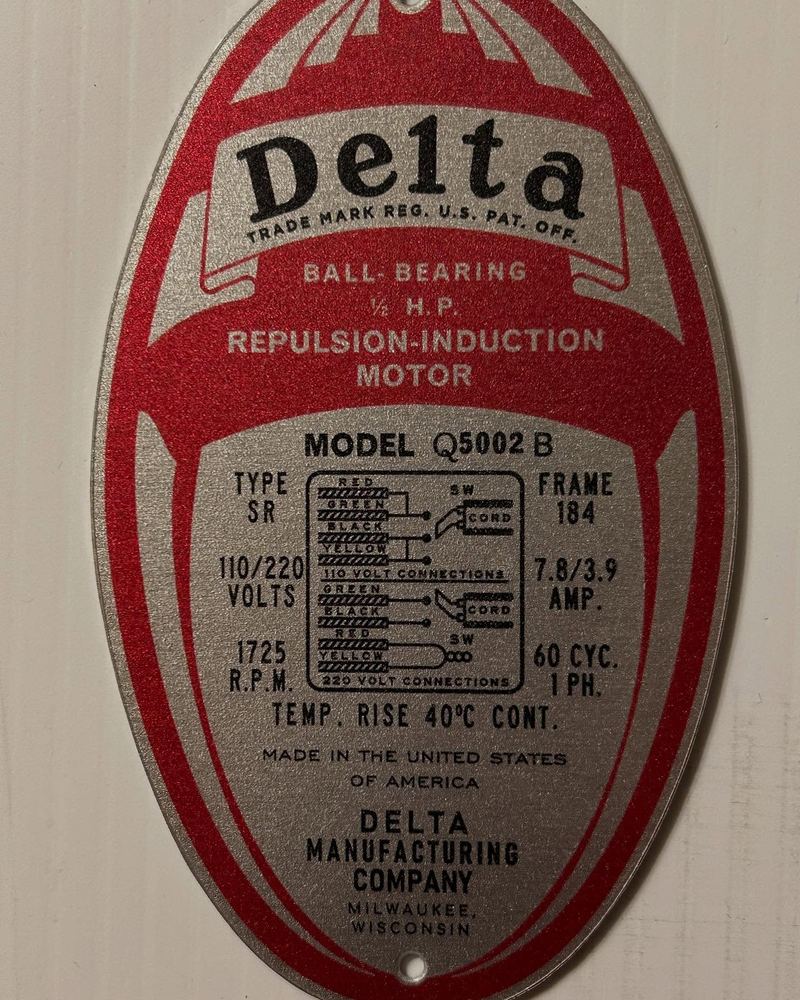 Delta
TRADE MARK REG. U.S. PAT. OFF.
BALL-BEARING
½ H.P.
REPULSION-INDUCTION
MOTOR
MODEL Q5002 B
TYPE
SR
110/220
VOLTS
1725
R.P.M.
RED
GREEN
BLACK
YELLOW
SW
CORD
110 VOLT CONNECTIONS
GREEN
BLACK
RED
YELLOW
CORD
SW
220 VOLT CONNECTIONS
FRAME
184
7.8/3.9
AMP.
60 CYC.
1 PH.
TEMP. RISE 40°C CONT.
MADE IN THE UNITED STATES
OF AMERICA
DELTA
MANUFACTURING
COMPANY
MILWAUKEE,
WISCONSIN